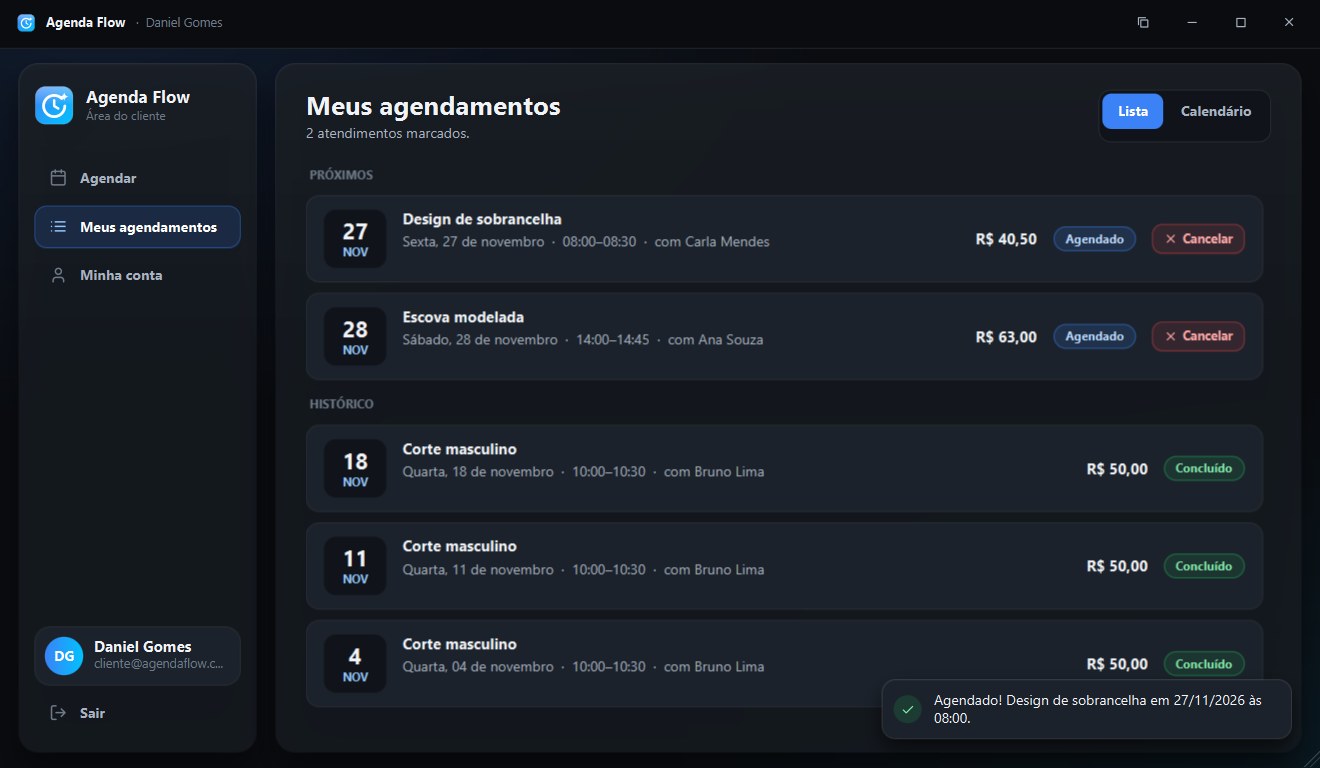 Agenda Flow · Daniel Gomes
Agenda Flow
Área do cliente
Agendar
Meus agendamentos
Minha conta
DG
Daniel Gomes
cliente@agendaflow.c...
Sair
Meus agendamentos
2 atendimentos marcados.
Lista
Calendário
PRÓXIMOS
27
NOV
Design de sobrancelha
Sexta, 27 de novembro · 08:00–08:30 · com Carla Mendes
R$ 40,50
Agendado
Cancelar
28
NOV
Escova modelada
Sábado, 28 de novembro · 14:00–14:45 · com Ana Souza
R$ 63,00
Agendado
Cancelar
HISTÓRICO
18
NOV
Corte masculino
Quarta, 18 de novembro · 10:00–10:30 · com Bruno Lima
R$ 50,00
Concluído
11
NOV
Corte masculino
Quarta, 11 de novembro · 10:00–10:30 · com Bruno Lima
R$ 50,00
Concluído
4
NOV
Corte masculino
Quarta, 04 de novembro · 10:00–10:30 · com Bruno Lima
R$ 50,00
Concluído
Agendado! Design de sobrancelha em 27/11/2026 às
08:00.